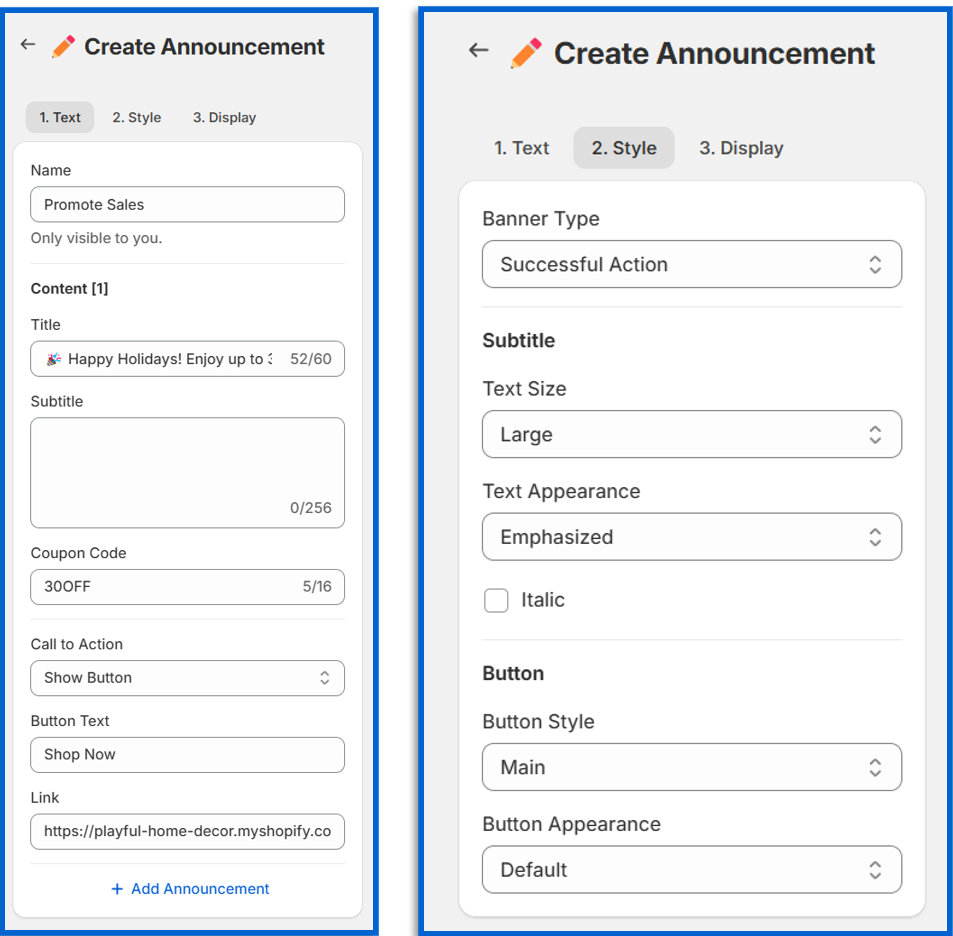 Create Announcement
1. Text 2. Style 3. Display
Name
Promote Sales
Only visible to you.
Content [1]
Title
🎉 Happy Holidays! Enjoy up to 52/60
Subtitle
0/256
Coupon Code
30OFF 5/16
Call to Action
Show Button
Button Text
Shop Now
Link
https://playful-home-decor.myshopify.co
+ Add Announcement
Create Announcement
1. Text 2. Style 3. Display
Banner Type
Successful Action
Subtitle
Text Size
Large
Text Appearance
Emphasized
Italic
Button
Button Style
Main
Button Appearance
Default